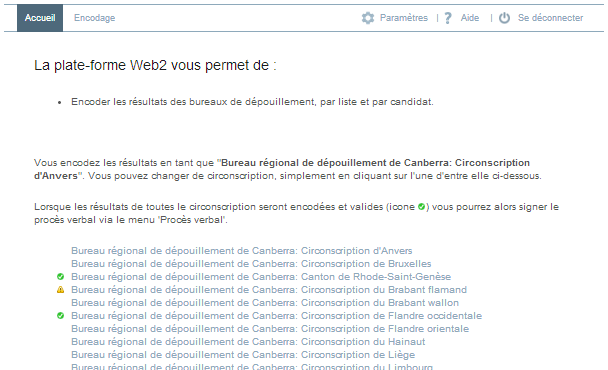 Accueil Encodage Paramètres | ? Aide | Se déconnecter
La plate-forme Web2 vous permet de :
• Encoder les résultats des bureaux de dépouillement, par liste et par candidat.
Vous encodez les résultats en tant que "Bureau régional de dépouillement de Canberra: Circonscription
d'Anvers". Vous pouvez changer de circonscription, simplement en cliquant sur l'une d'entre elle ci-dessous.
Lorsque les résultats de toutes le circonscription seront encodées et valides (icone ) vous pourrez alors signer le
procès verbal via le menu 'Procès verbal'.
Bureau régional de dépouillement de Canberra: Circonscription d'Anvers
Bureau régional de dépouillement de Canberra: Circonscription de Bruxelles
Bureau régional de dépouillement de Canberra: Canton de Rhode-Saint-Genèse
Bureau régional de dépouillement de Canberra: Circonscription du Brabant flamand
Bureau régional de dépouillement de Canberra: Circonscription du Brabant wallon
Bureau régional de dépouillement de Canberra: Circonscription de Flandre occidentale
Bureau régional de dépouillement de Canberra: Circonscription de Flandre orientale
Bureau régional de dépouillement de Canberra: Circonscription du Hainaut
Bureau régional de dépouillement de Canberra: Circonscription de Liège
Bureau régional de dépouillement de Canberra: Circonscription du Limbourg